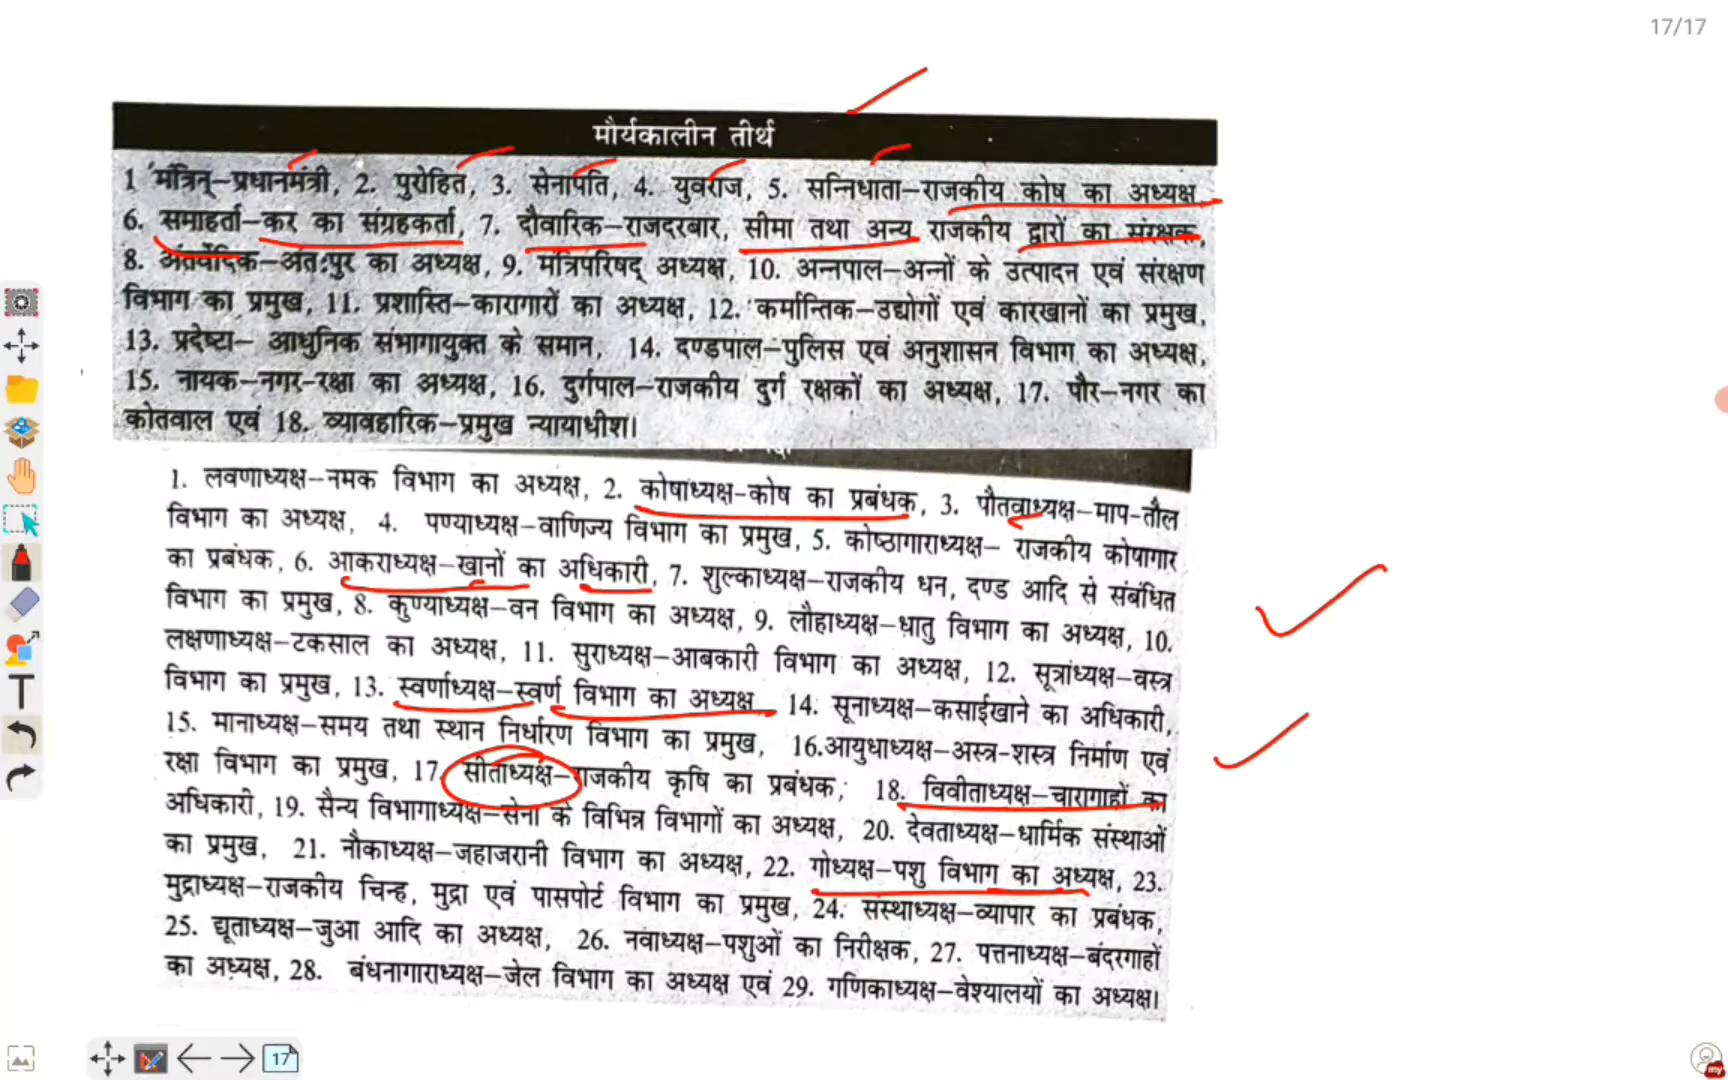 17/17
मौर्यकालीन तीर्थ
1 मंत्रिन्–प्रधानमंत्री, 2. पुरोहित, 3. सेनापति, 4. युवराज, 5. सन्निधाता–राजकीय कोष का अध्यक्ष
6. समाहर्ता–कर का संग्रहकर्ता, 7. दौवारिक–राजदरबार, सीमा तथा अन्य राजकीय द्वारों का संरक्षक,
8. अंतर्वेदिक–अंतःपुर का अध्यक्ष, 9. मंत्रिपरिषद् अध्यक्ष, 10. अन्नपाल–अन्नों के उत्पादन एवं संरक्षण
विभाग का प्रमुख, 11. प्रशास्ति–कारागारों का अध्यक्ष, 12. कर्मान्तिक–उद्योगों एवं कारखानों का प्रमुख,
13. प्रदेष्टा– आधुनिक संभागायुक्त के समान, 14. दण्डपाल–पुलिस एवं अनुशासन विभाग का अध्यक्ष,
15. नायक–नगर-रक्षा का अध्यक्ष, 16. दुर्गपाल–राजकीय दुर्ग रक्षकों का अध्यक्ष, 17. पौर–नगर का
कोतवाल एवं 18. व्यावहारिक–प्रमुख न्यायाधीश।
1. लवणाध्यक्ष–नमक विभाग का अध्यक्ष, 2. कोषाध्यक्ष-कोष का प्रबंधक, 3. पौतवाध्यक्ष–माप-तौल
विभाग का अध्यक्ष, 4. पण्याध्यक्ष–वाणिज्य विभाग का प्रमुख, 5. कोष्ठागाराध्यक्ष– राजकीय कोषागार
का प्रबंधक, 6. आकराध्यक्ष–खानों का अधिकारी, 7. शुल्काध्यक्ष–राजकीय धन, दण्ड आदि से संबंधित
विभाग का प्रमुख, 8. कुण्याध्यक्ष–वन विभाग का अध्यक्ष, 9. लौहाध्यक्ष–धातु विभाग का अध्यक्ष, 10.
लक्षणाध्यक्ष–टकसाल का अध्यक्ष, 11. सुराध्यक्ष–आबकारी विभाग का अध्यक्ष, 12. सूत्राध्यक्ष–वस्त्र
विभाग का प्रमुख, 13. स्वर्णाध्यक्ष–स्वर्ण विभाग का अध्यक्ष 14. सूनाध्यक्ष–कसाईखाने का अधिकारी,
15. मानाध्यक्ष–समय तथा स्थान निर्धारण विभाग का प्रमुख, 16.आयुधाध्यक्ष–अस्त्र-शस्त्र निर्माण एवं
रक्षा विभाग का प्रमुख, 17 सीताध्यक्ष–राजकीय कृषि का प्रबंधक; 18. विवीताध्यक्ष–चारागाहों का
अधिकारी, 19. सैन्य विभागाध्यक्ष–सेना के विभिन्न विभागों का अध्यक्ष, 20. देवताध्यक्ष–धार्मिक संस्थाओं
का प्रमुख, 21. नौकाध्यक्ष–जहाजरानी विभाग का अध्यक्ष, 22. गोध्यक्ष–पशु विभाग का अध्यक्ष, 23.
मुद्राध्यक्ष–राजकीय चिन्ह, मुद्रा एवं पासपोर्ट विभाग का प्रमुख, 24. संस्थाध्यक्ष–व्यापार का प्रबंधक,
25. द्यूताध्यक्ष–जुआ आदि का अध्यक्ष, 26. नवाध्यक्ष–पशुओं का निरीक्षक, 27. पत्तनाध्यक्ष–बंदरगाहों
का अध्यक्ष, 28. बंधनागाराध्यक्ष–जेल विभाग का अध्यक्ष एवं 29. गणिकाध्यक्ष–वेश्यालयों का अध्यक्ष।
17
my